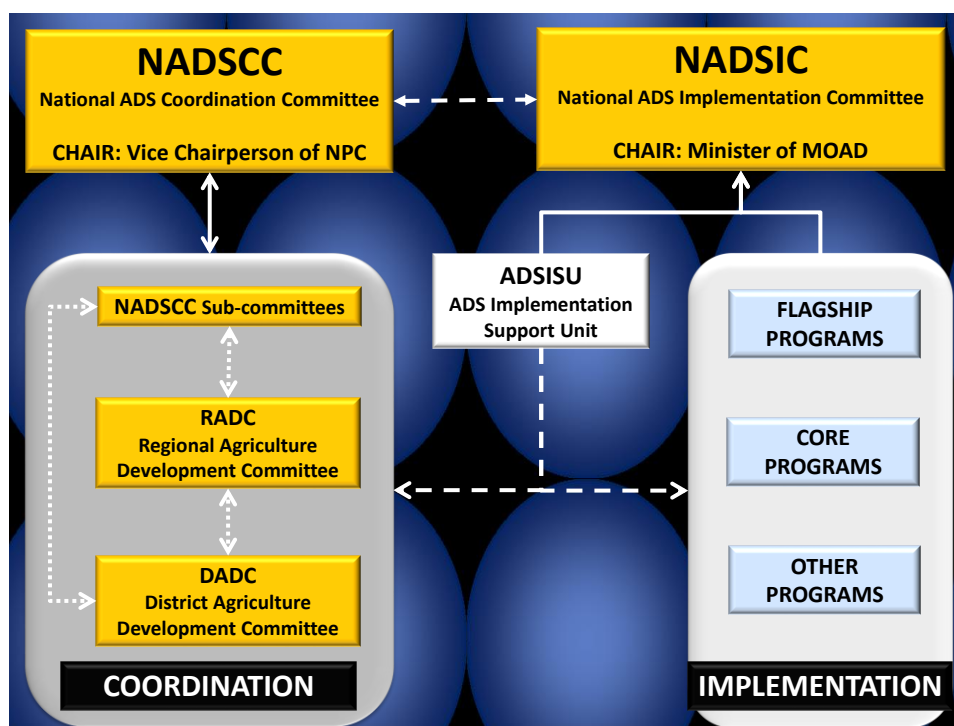 NADSCC
National ADS Coordination Committee
CHAIR: Vice Chairperson of NPC
NADSIC
National ADS Implementation Committee
CHAIR: Minister of MOAD
NADSCC Sub-committees
RADC
Regional Agriculture
Development Committee
DADC
District Agriculture
Development Committee
COORDINATION
ADSISU
ADS Implementation
Support Unit
FLAGSHIP
PROGRAMS
CORE
PROGRAMS
OTHER
PROGRAMS
IMPLEMENTATION